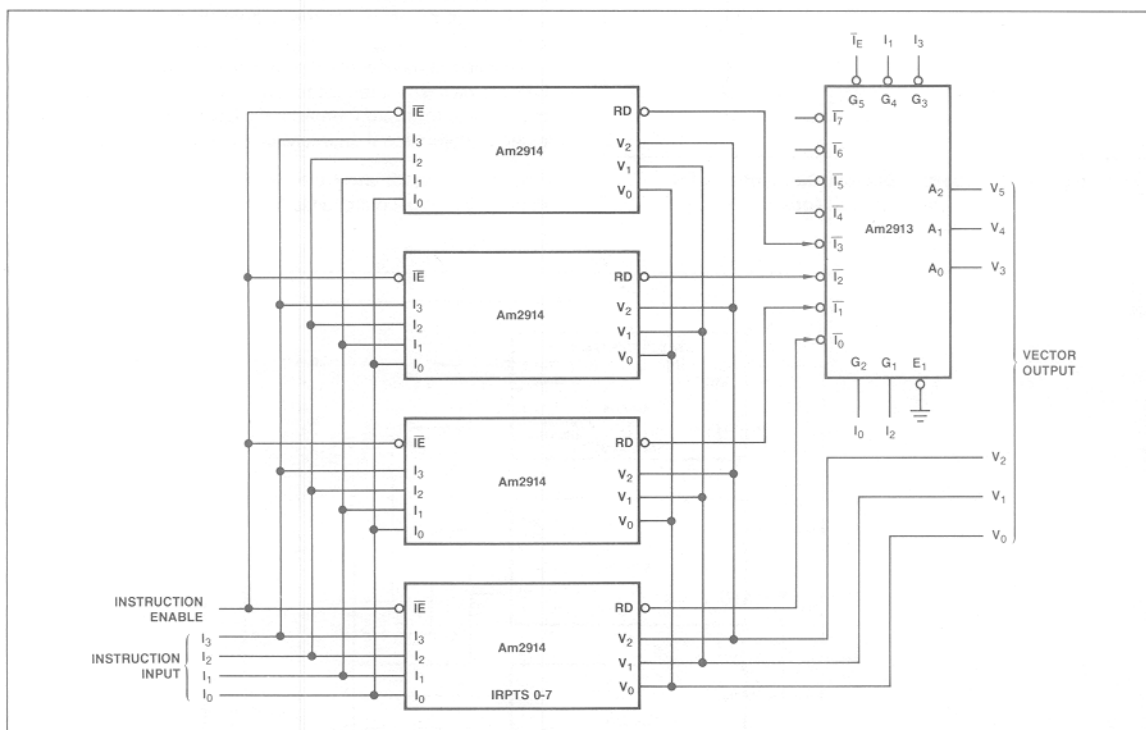 I̅E I1 I3
G5 G4 G3
I̅7
I̅6
I̅5
I̅4
I̅3
I̅2
I̅1
I̅0
Am2913
A2 V5
A1 V4
A0 V3
G2 G1 E1
I0 I2
VECTOR
OUTPUT
V2
V1
V0
I̅E̅ RD
I3 V2
I2 Am2914 V1
I1 V0
I0
I̅E̅ RD
I3 V2
I2 Am2914 V1
I1 V0
I0
I̅E̅ RD
I3 V2
I2 Am2914 V1
I1 V0
I0
I̅E̅ RD
I3 V2
I2 Am2914 V1
I1 V0
I0 IRPTS 0-7
INSTRUCTION
ENABLE
INSTRUCTION
INPUT
I3
I2
I1
I0